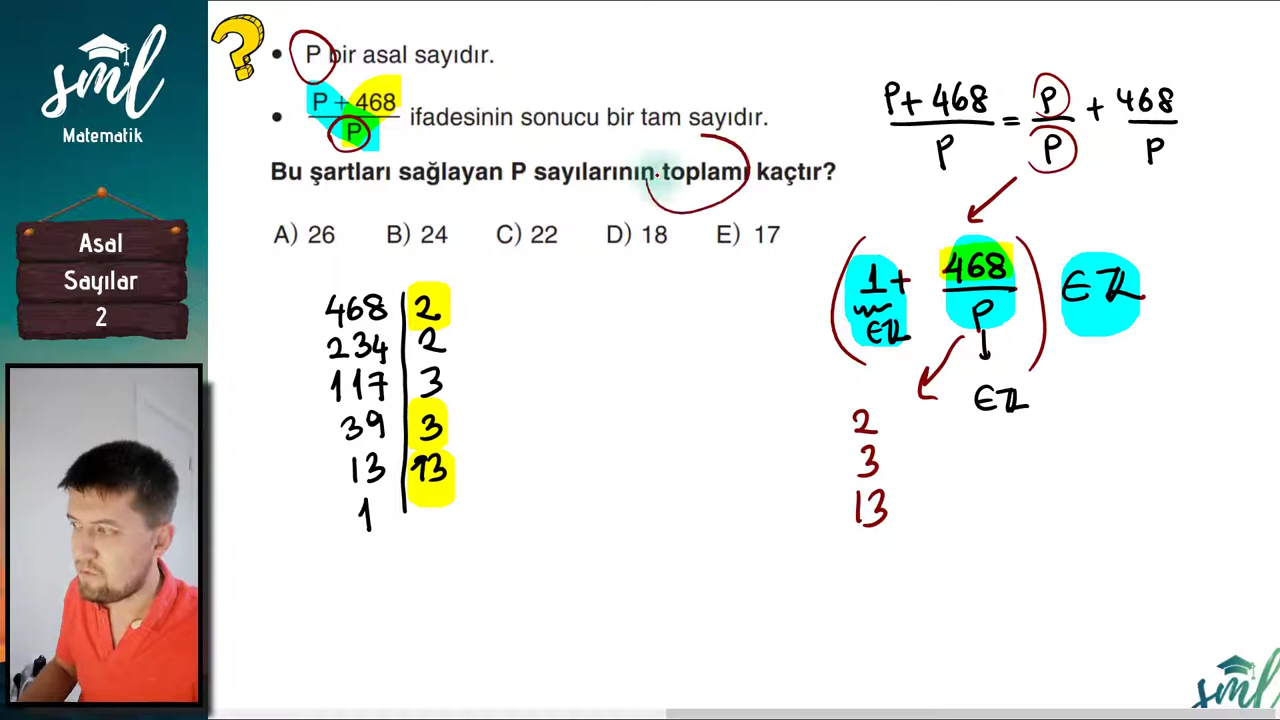 sml
Matematik
Asal
Sayılar
2
?
• P bir asal sayıdır.
• P + 468 / P ifadesinin sonucu bir tam sayıdır.
Bu şartları sağlayan P sayılarının toplamı kaçtır?
A) 26 B) 24 C) 22 D) 18 E) 17
468 | 2
234 | 2
117 | 3
39 | 3
13 | 13
1
P + 468 / P = P / P + 468 / P
( 1 + 468 / P ) ∈ ℤ
∈ ℤ
∈ ℤ
2
3
13
sml